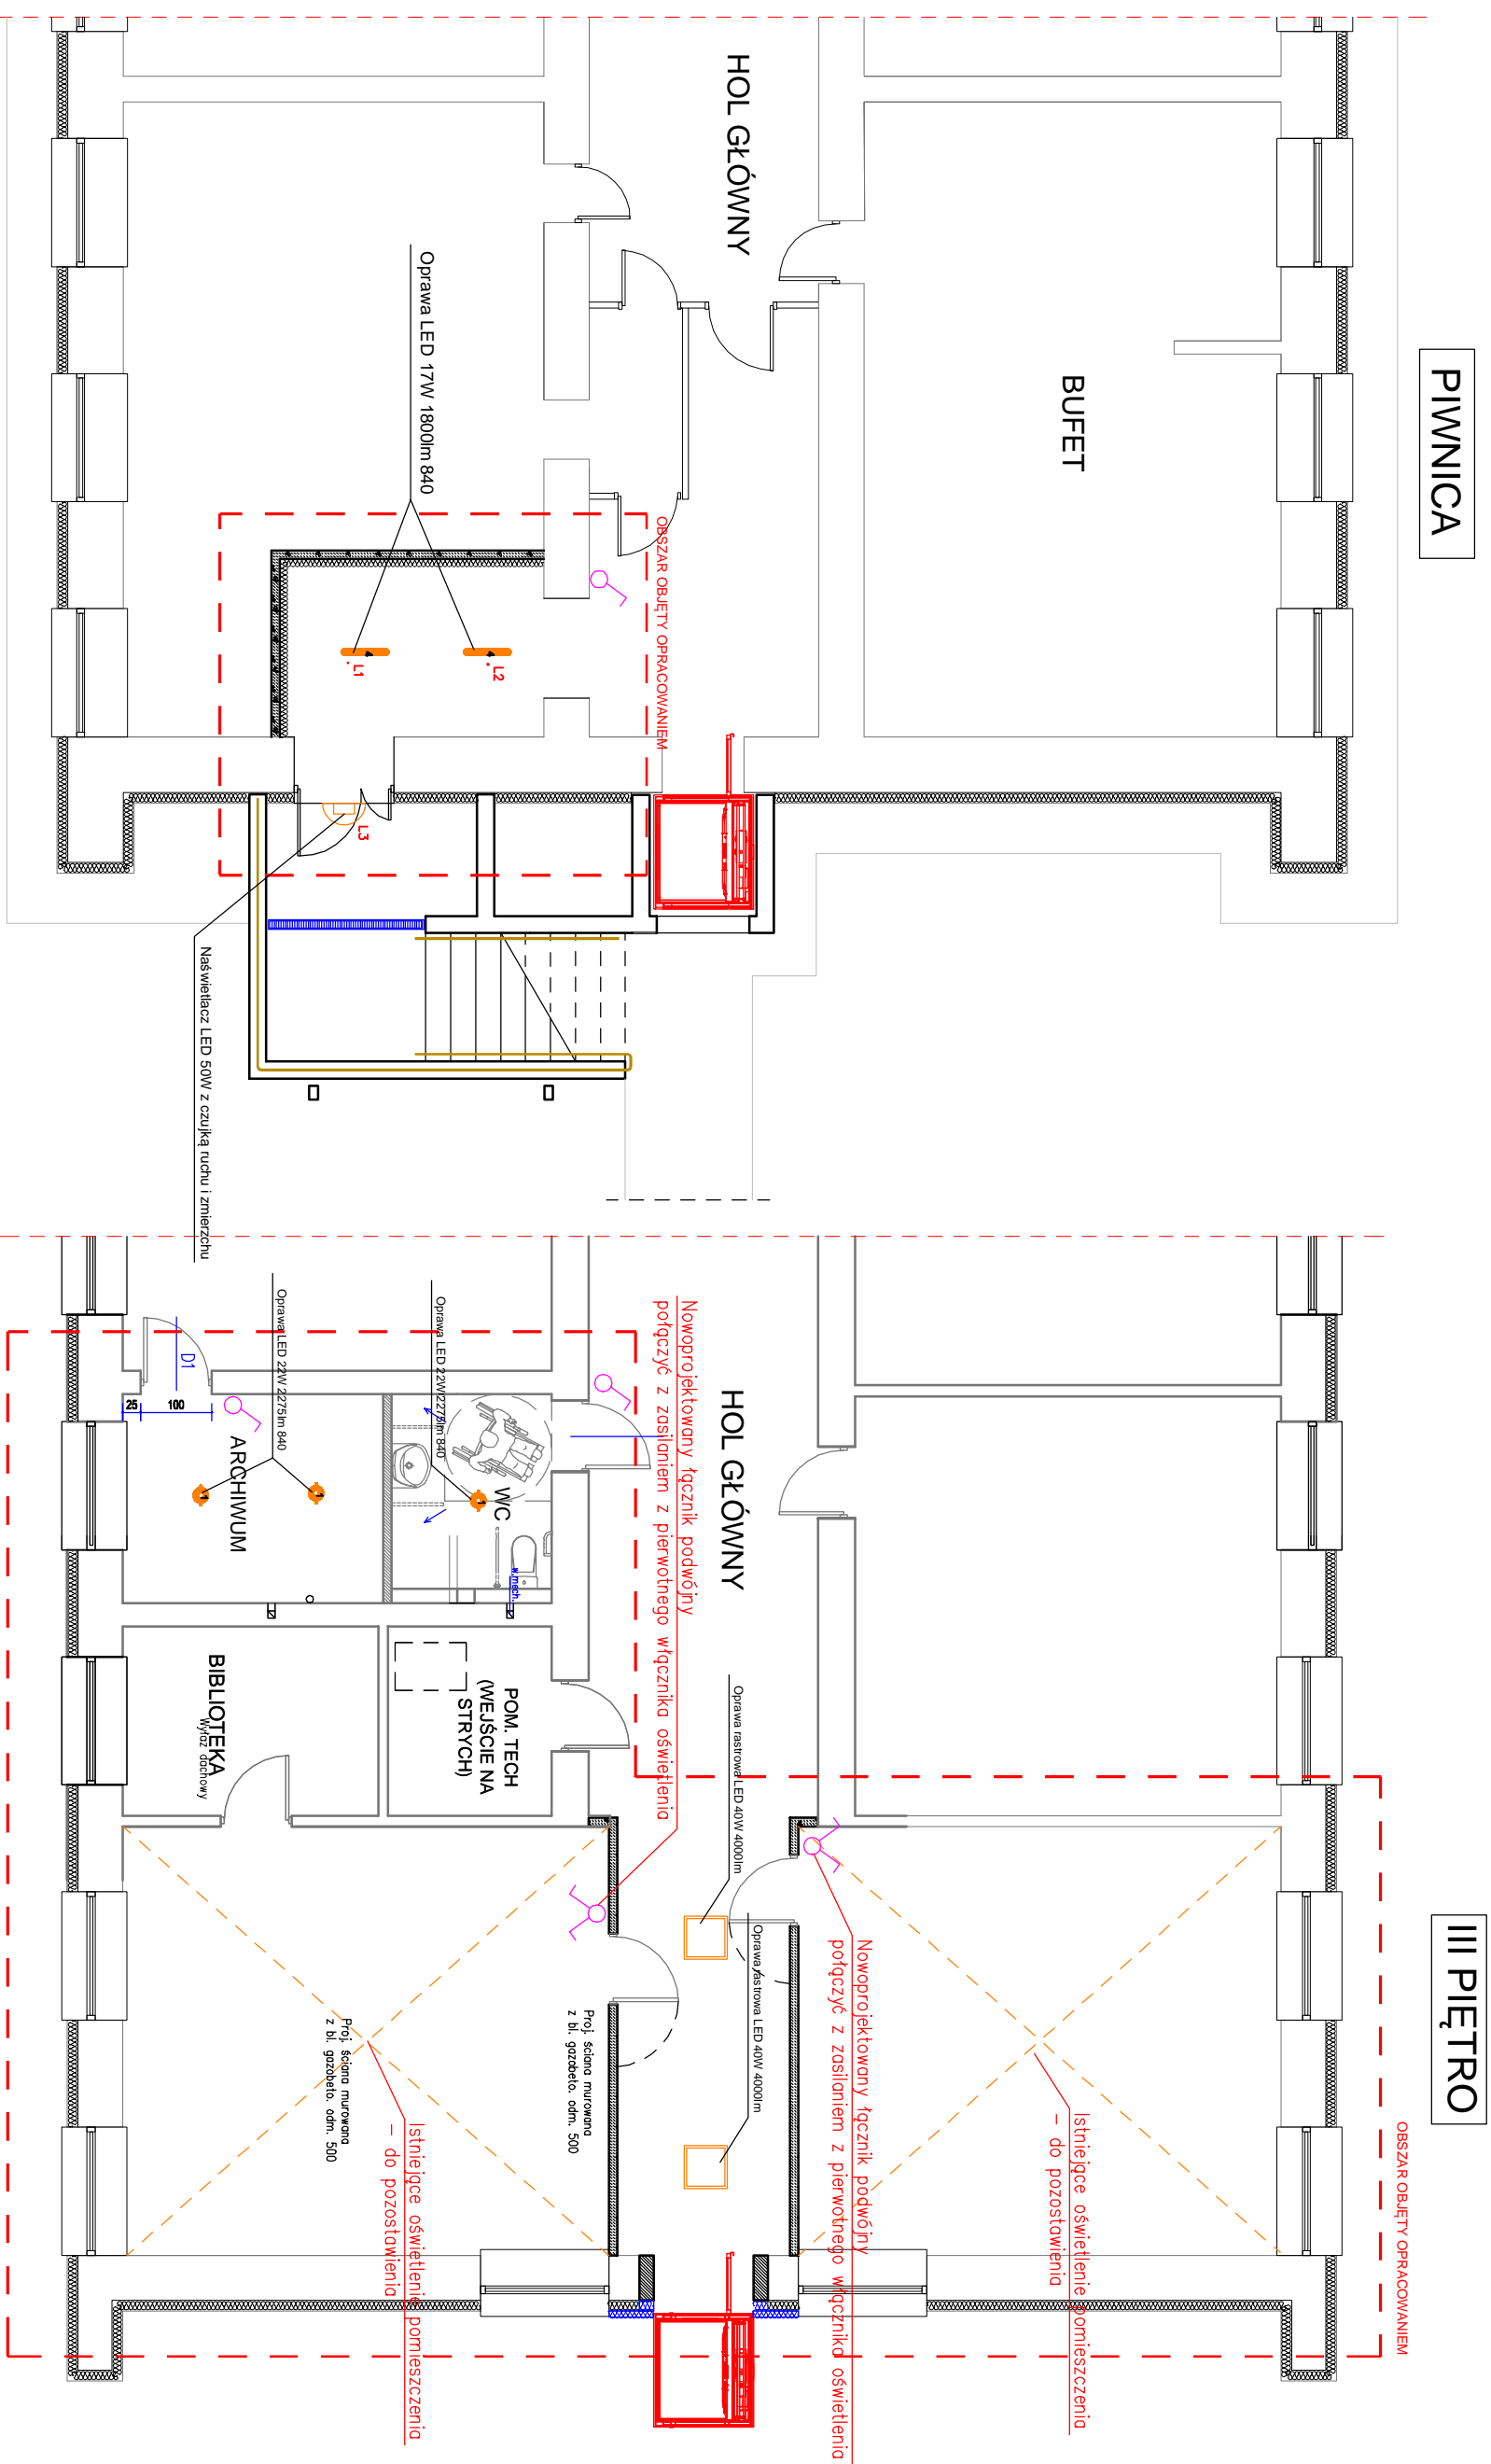 PIWNICA
HOL GŁÓWNY
BUFET
Oprawa LED 17W 1800lm 840
OBSZAR OBJĘTY OPRACOWANIEM
L2
L1
L3
Naświetlacz LED 50W z czujką ruchu i zmierzchu
III PIĘTRO
OBSZAR OBJĘTY OPRACOWANIEM
HOL GŁÓWNY
Nowoprojektowany łącznik podwójny
połączyć z zasilaniem z pierwotnego włącznika oświetlenia
Oprawa LED 22W 2275lm 840
Oprawa LED 22W 2275lm 840
D1
25
100
ARCHIWUM
1
1
WC
1
w.mech.
POM. TECH
(WEJŚCIE NA
STRYCH)
BIBLIOTEKA
Wyłaz dachowy
Oprawa rastrowa LED 40W 4000lm
Oprawa rastrowa LED 40W 4000lm
Nowoprojektowany łącznik podwójny
połączyć z zasilaniem z pierwotnego włącznika oświetlenia
Istniejące oświetlenie pomieszczenia
– do pozostawienia
Proj. ściana murowana
z bl. gazobeto. odm. 500
Proj. ściana murowana
z bl. gazobeto. odm. 500
Istniejące oświetlenie pomieszczenia
– do pozostawienia